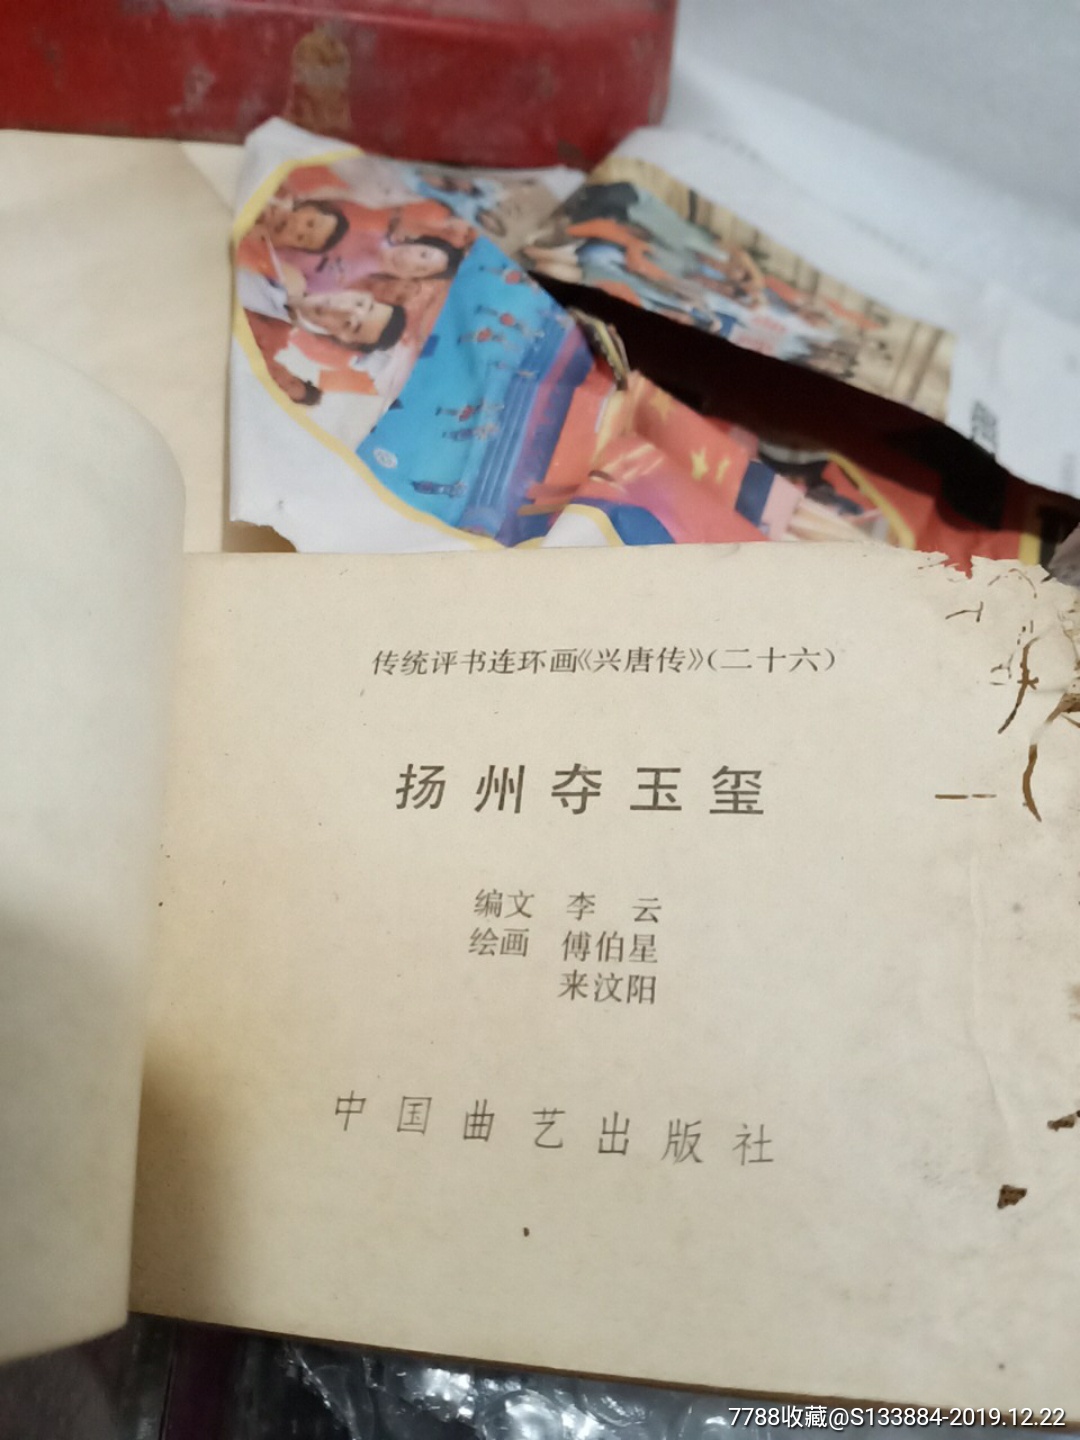 传统评书连环画《兴唐传》(二十六)
扬州夺玉玺
编文 李 云
绘画 傅伯星
来汶阳
中国曲艺出版社
7788收藏@S133884-2019.12.22